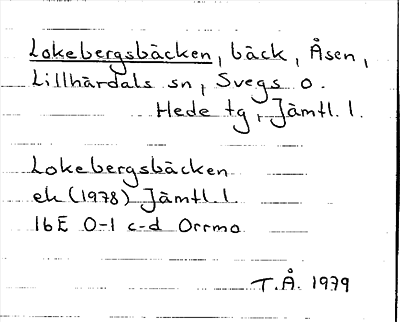 Lokebergsbäcken, bäck, Åsen,
Lillhärdals sn, Svegs o.
Hede tg, Jämtl. l.
Lokebergsbäcken
ek (1978) Jämtl. l.
16E 0-1 c-d Orrmo
T.Å. 1979